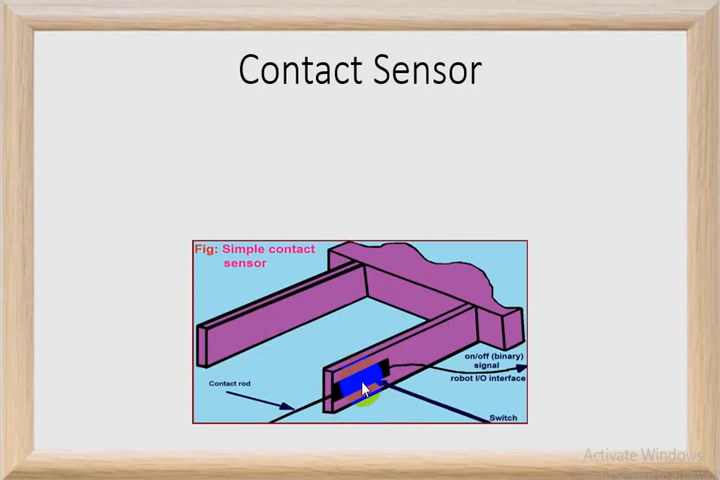 Contact Sensor
Fig: Simple contact
sensor
on/off (binary)
signal
robot I/O interface
Contact rod
Switch
Activate Windows